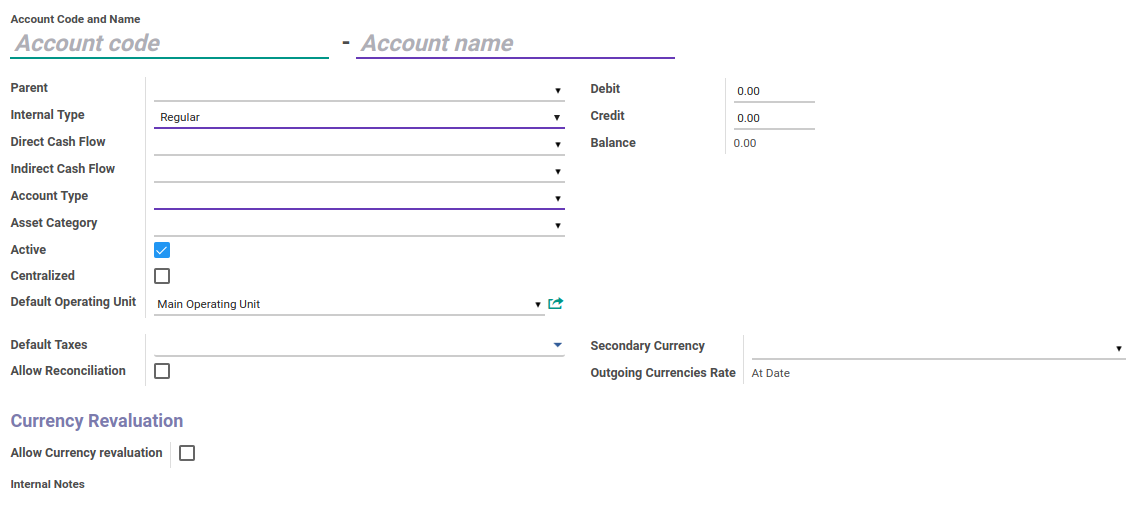 Account Code and Name
Account code - Account name
Parent
Internal Type Regular
Direct Cash Flow
Indirect Cash Flow
Account Type
Asset Category
Active
Centralized
Default Operating Unit Main Operating Unit
Debit 0.00
Credit 0.00
Balance 0.00
Default Taxes
Allow Reconciliation
Secondary Currency
Outgoing Currencies Rate At Date
Currency Revaluation
Allow Currency revaluation
Internal Notes